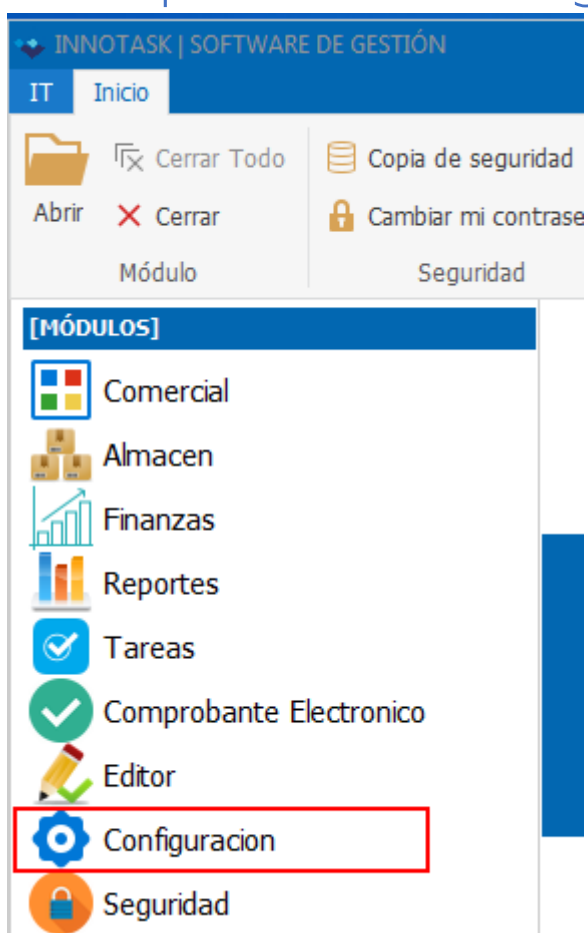 INNOTASK | SOFTWARE DE GESTIÓN
IT Inicio
Cerrar Todo Copia de seguridad
Abrir Cerrar Cambiar mi contrase
Módulo Seguridad
[MÓDULOS]
Comercial
Almacen
Finanzas
Reportes
Tareas
Comprobante Electronico
Editor
Configuracion
Seguridad